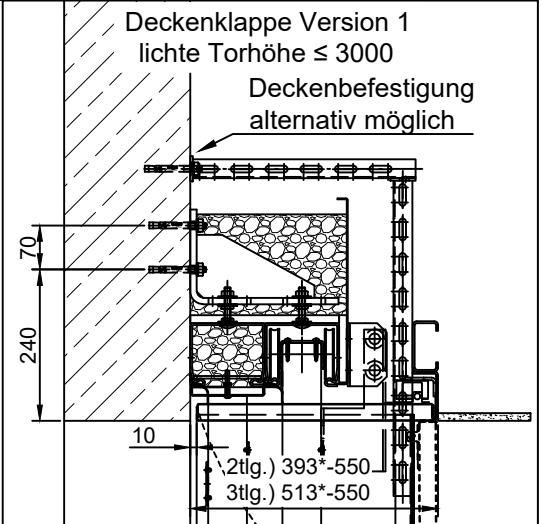 Deckenklappe Version 1
lichte Torhöhe ≤ 3000
Deckenbefestigung
alternativ möglich
70
240
10
2tlg.) 393*-550
3tlg.) 513*-550